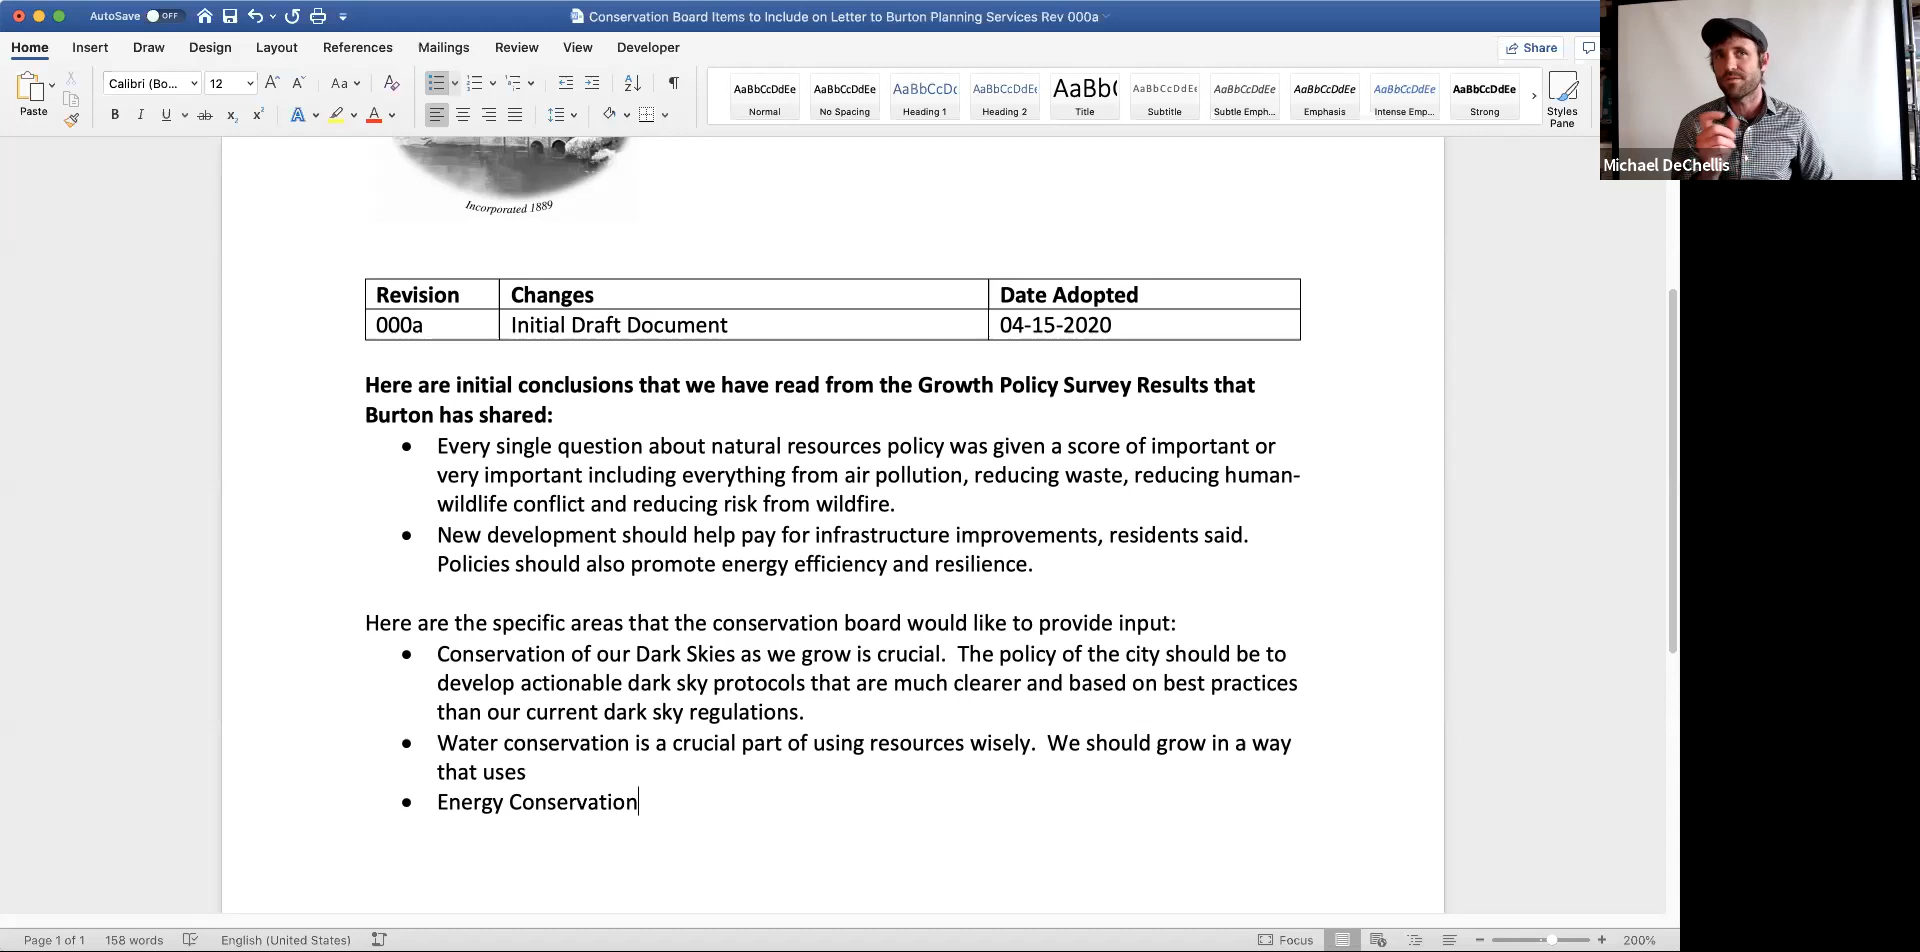 AutoSave OFF Conservation Board Items to Include on Letter to Burton Planning Services Rev 000a
Home Insert Draw Design Layout References Mailings Review View Developer Share
Paste Calibri (Bo... 12 Aa
AaBbCcDdEe AaBbCcDdEe AaBbCcDc AaBbCcDdEe AaBb( AaBbCcDdEe AaBbCcDdEe AaBbCcDdEe AaBbCcDdEe AaBbCcDdEe
Normal No Spacing Heading 1 Heading 2 Title Subtitle Subtle Emph... Emphasis Intense Emp... Strong Styles Pane
B I U ab x₂ x² A A
Michael DeChellis
Incorporated 1889
Revision Changes Date Adopted
000a Initial Draft Document 04-15-2020
Here are initial conclusions that we have read from the Growth Policy Survey Results that
Burton has shared:
• Every single question about natural resources policy was given a score of important or
very important including everything from air pollution, reducing waste, reducing human-
wildlife conflict and reducing risk from wildfire.
• New development should help pay for infrastructure improvements, residents said.
Policies should also promote energy efficiency and resilience.
Here are the specific areas that the conservation board would like to provide input:
• Conservation of our Dark Skies as we grow is crucial. The policy of the city should be to
develop actionable dark sky protocols that are much clearer and based on best practices
than our current dark sky regulations.
• Water conservation is a crucial part of using resources wisely. We should grow in a way
that uses
• Energy Conservation
Page 1 of 1 158 words English (United States) Focus 200%